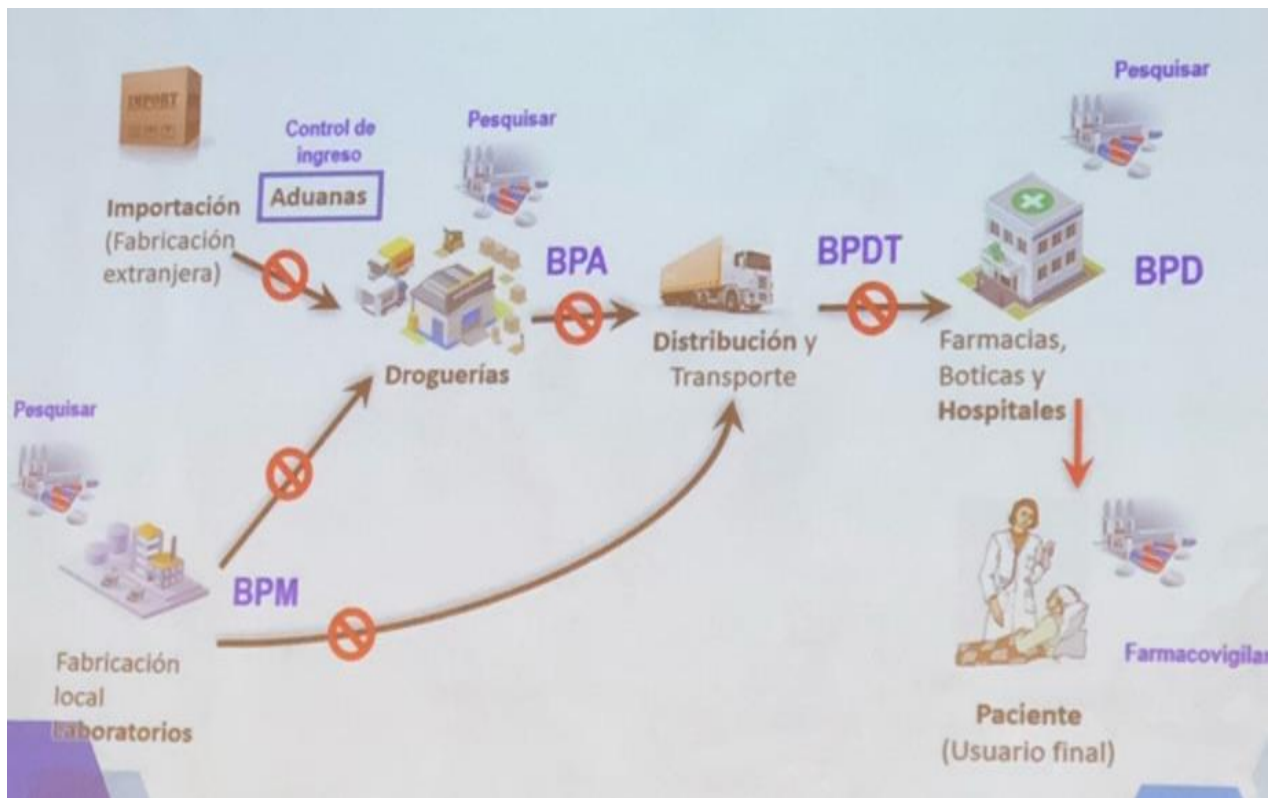 IMPORT
Importación
(Fabricación
extranjera)
Control de
ingreso
Aduanas
Pesquisar
Droguerías
BPA
Distribución y
Transporte
BPDT
Pesquisar
BPD
Farmacias,
Boticas y
Hospitales
Pesquisar
BPM
Fabricación
local
Laboratorios
Farmacovigilar
Paciente
(Usuario final)